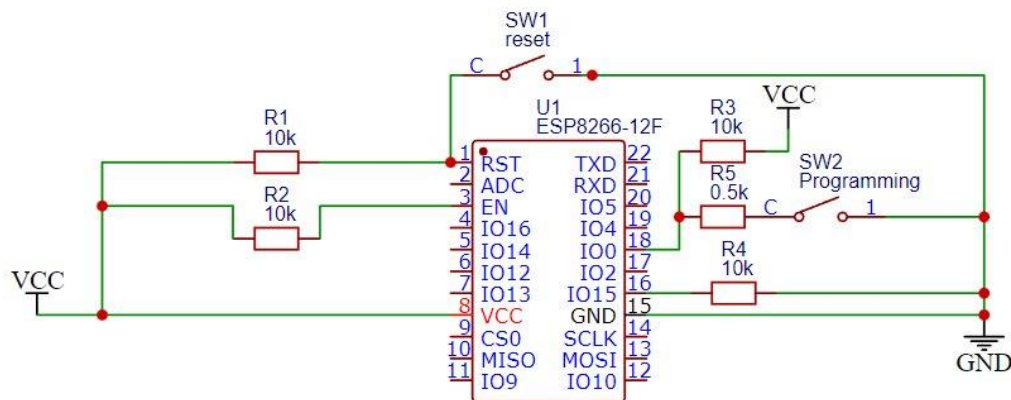 SW1
reset
C 1
U1
ESP8266-12F
R1
10k
R2
10k
R3
10k
VCC
R5
0.5k
SW2
Programming
C 1
R4
10k
VCC
GND
1 RST TXD 22
2 ADC RXD 21
3 EN IO5 20
4 IO16 IO4 19
5 IO14 IO0 18
6 IO12 IO2 17
7 IO13 IO15 16
8 VCC GND 15
9 CS0 SCLK 14
10 MISO MOSI 13
11 IO9 IO10 12